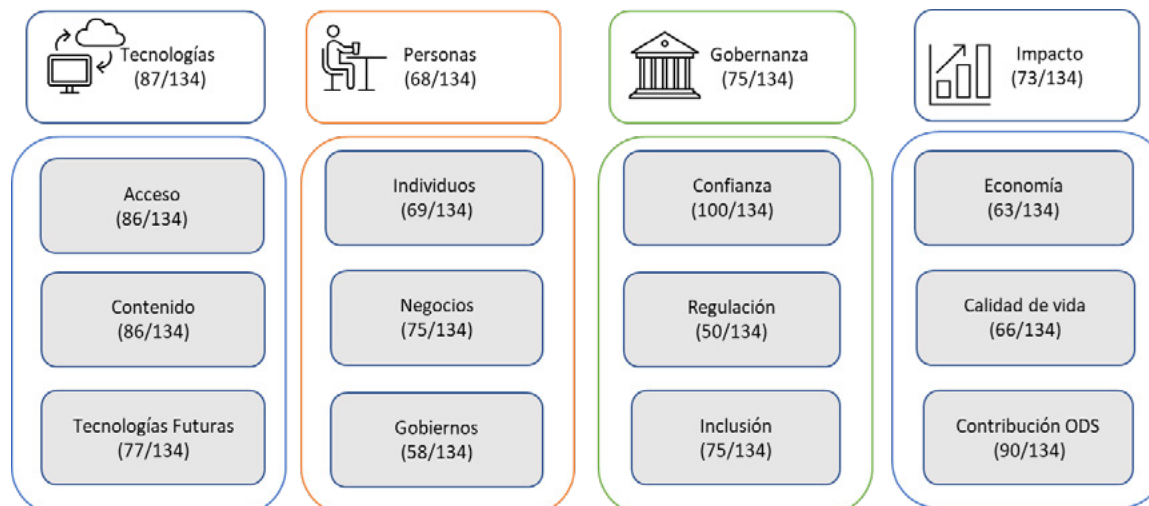 Tecnologías
(87/134)
Personas
(68/134)
Gobernanza
(75/134)
Impacto
(73/134)
Acceso
(86/134)
Contenido
(86/134)
Tecnologías Futuras
(77/134)
Individuos
(69/134)
Negocios
(75/134)
Gobiernos
(58/134)
Confianza
(100/134)
Regulación
(50/134)
Inclusión
(75/134)
Economía
(63/134)
Calidad de vida
(66/134)
Contribución ODS
(90/134)